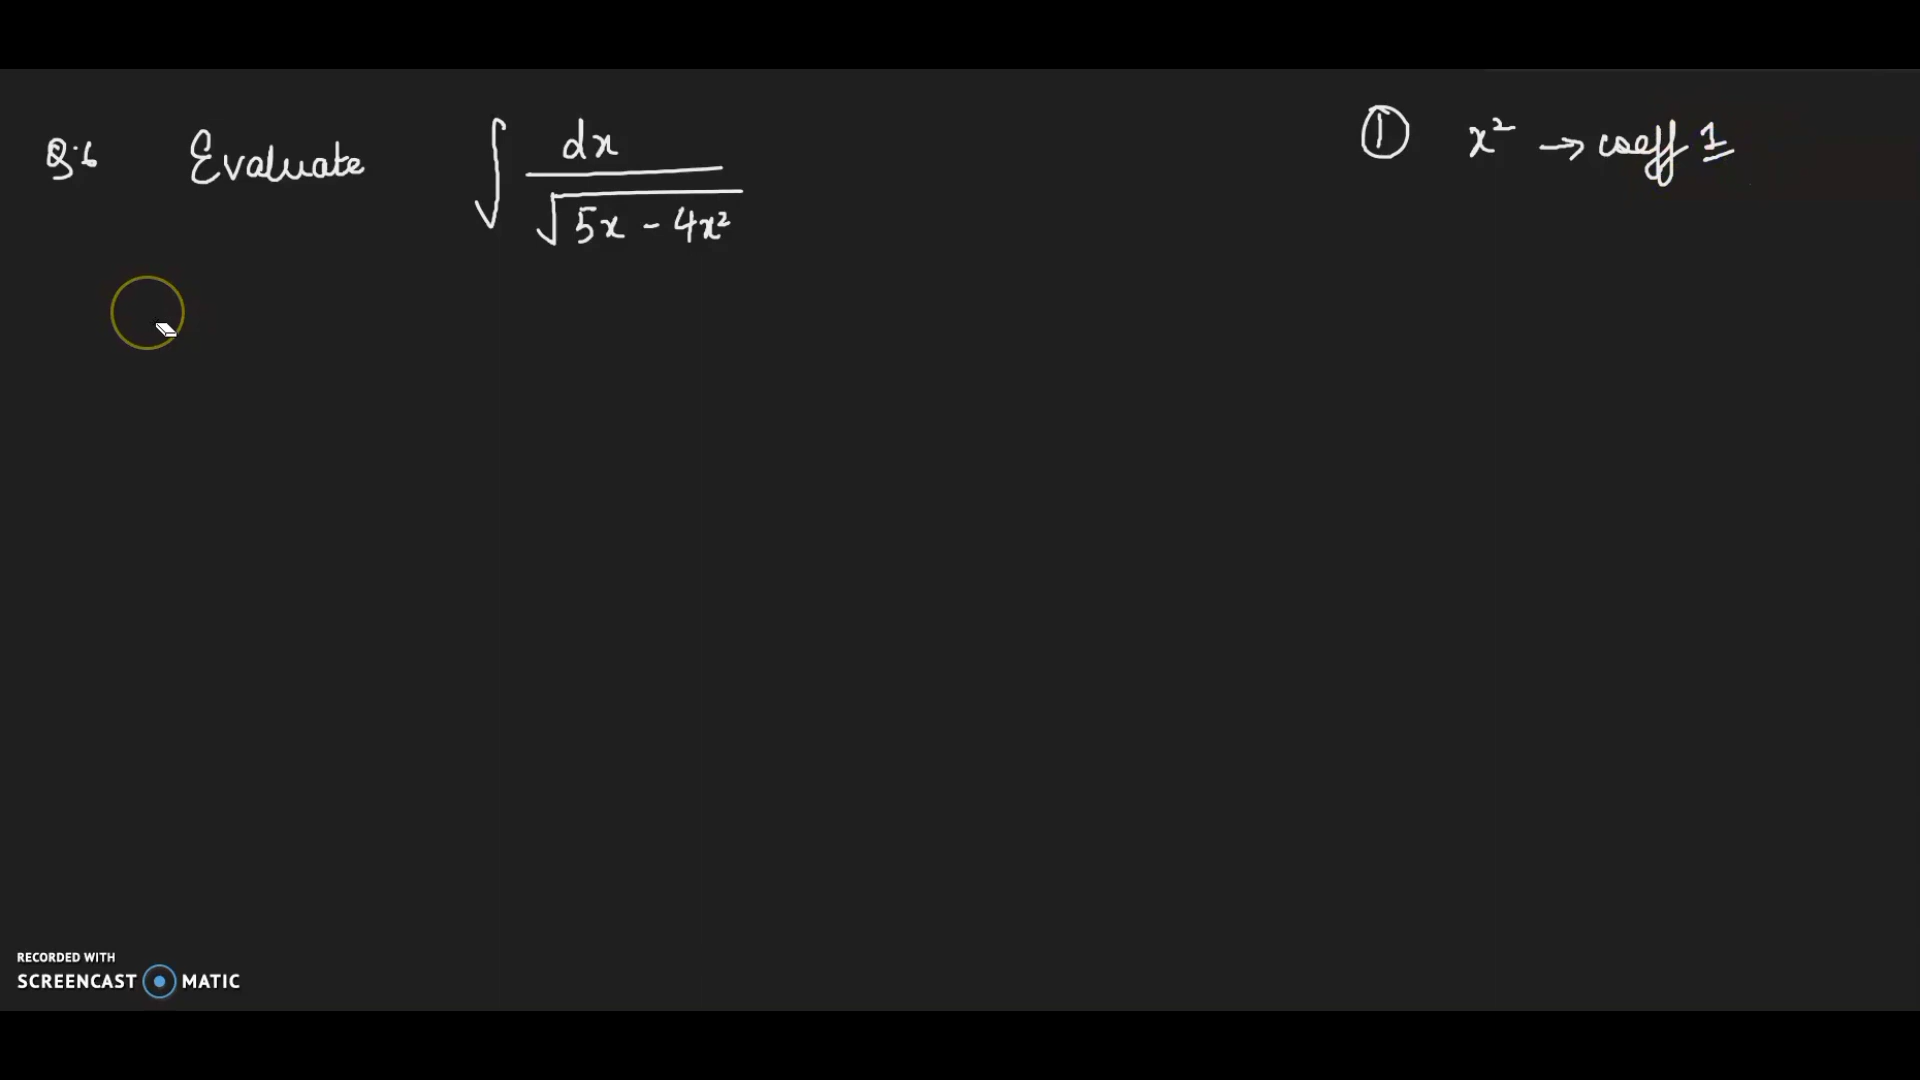 Q.6 Evaluate ∫ dx / √(5x - 4x²)
① x² → coeff 1
RECORDED WITH
SCREENCAST MATIC